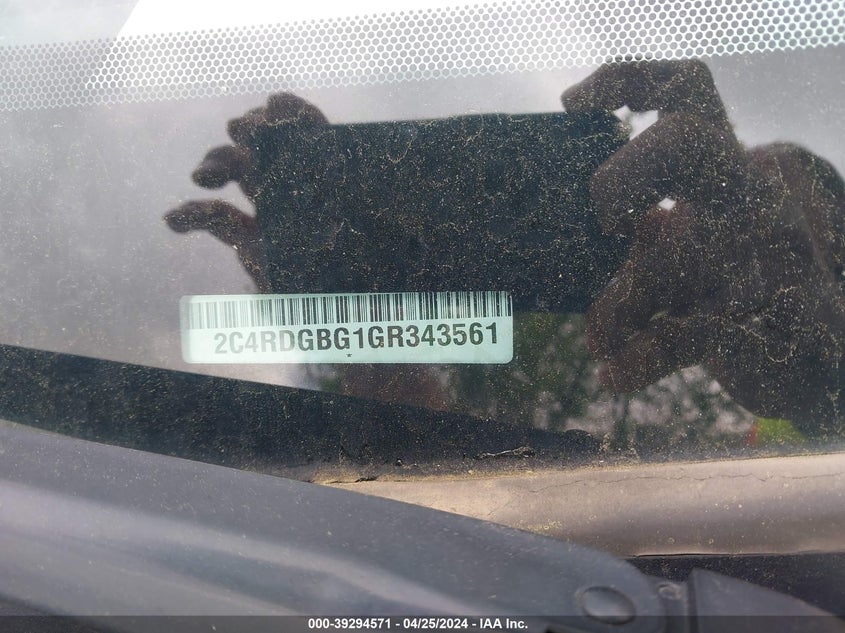 2C4RDGBG1GR343561
*
000-39294571 - 04/25/2024 - IAA Inc.